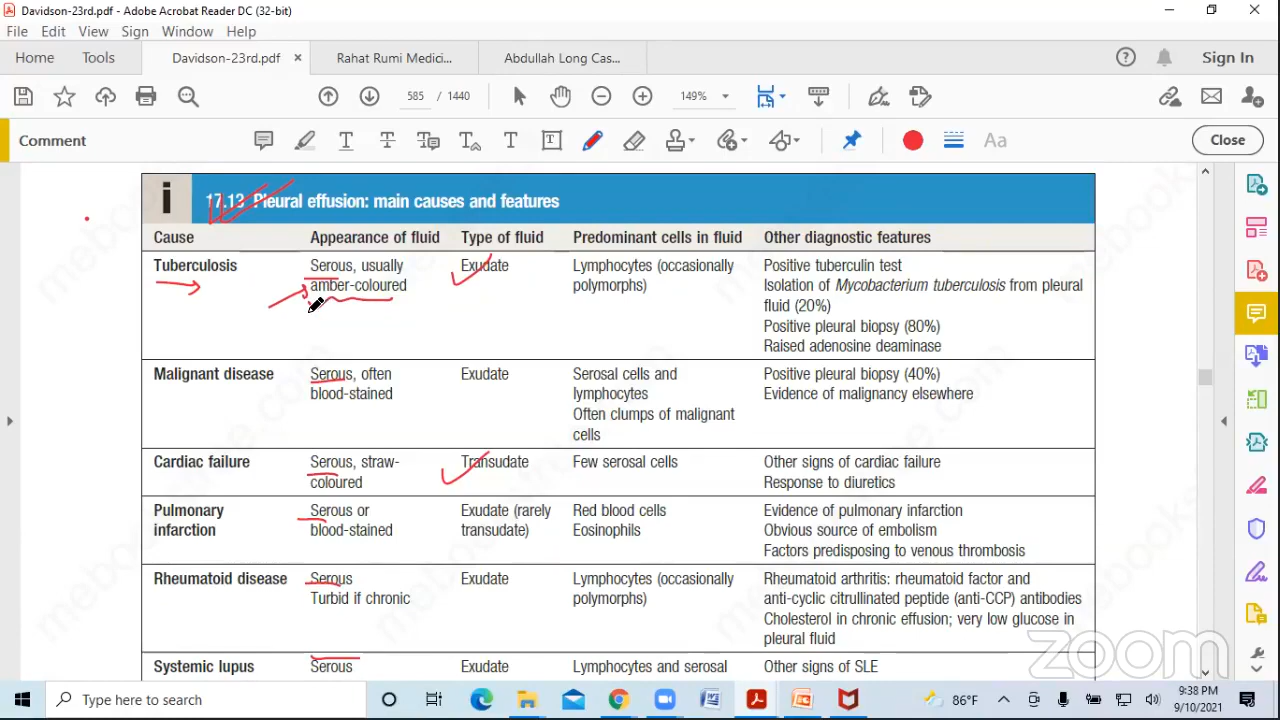 Davidson-23rd.pdf - Adobe Acrobat Reader DC (32-bit)
File Edit View Sign Window Help
Home Tools Davidson-23rd.pdf × Rahat Rumi Medici... Abdullah Long Cas... Sign In
585 / 1440 149%
Comment Close
i 17.13 Pleural effusion: main causes and features
Cause Appearance of fluid Type of fluid Predominant cells in fluid Other diagnostic features
Tuberculosis Serous, usually Exudate Lymphocytes (occasionally Positive tuberculin test
amber-coloured polymorphs) Isolation of Mycobacterium tuberculosis from pleural
fluid (20%)
Positive pleural biopsy (80%)
Raised adenosine deaminase
Malignant disease Serous, often Exudate Serosal cells and Positive pleural biopsy (40%)
blood-stained lymphocytes Evidence of malignancy elsewhere
Often clumps of malignant
cells
Cardiac failure Serous, straw- Transudate Few serosal cells Other signs of cardiac failure
coloured Response to diuretics
Pulmonary Serous or Exudate (rarely Red blood cells Evidence of pulmonary infarction
infarction blood-stained transudate) Eosinophils Obvious source of embolism
Factors predisposing to venous thrombosis
Rheumatoid disease Serous Exudate Lymphocytes (occasionally Rheumatoid arthritis: rheumatoid factor and
Turbid if chronic polymorphs) anti-cyclic citrullinated peptide (anti-CCP) antibodies
Cholesterol in chronic effusion; very low glucose in
pleural fluid
Systemic lupus Serous Exudate Lymphocytes and serosal Other signs of SLE
zoom
Type here to search 86°F 9:38 PM
9/10/2021